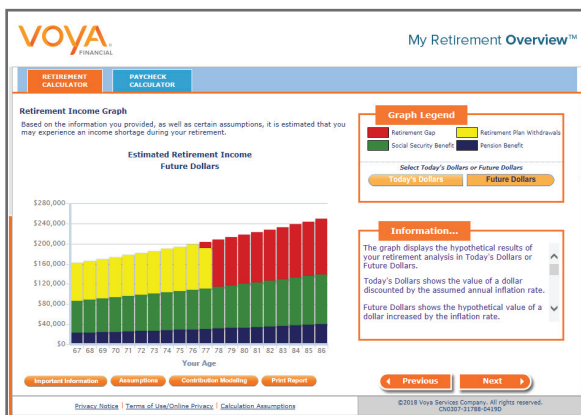 VOYA
FINANCIAL
My Retirement Overview™
RETIREMENT
CALCULATOR
PAYCHECK
CALCULATOR
Retirement Income Graph
Based on the information you provided, as well as certain assumptions, it is estimated that you
may experience an income shortage during your retirement.
Estimated Retirement Income
Future Dollars
$280,000
$240,000
$200,000
$160,000
$120,000
$80,000
$40,000
$0
67 68 69 70 71 72 73 74 75 76 77 78 79 80 81 82 83 84 85 86
Your Age
Important Information
Assumptions
Contribution Modeling
Print Report
Graph Legend
Retirement Gap
Retirement Plan Withdrawals
Social Security Benefit
Pension Benefit
Select Today's Dollars or Future Dollars
Today's Dollars
Future Dollars
Information...
The graph displays the hypothetical results of
your retirement analysis in Today's Dollars or
Future Dollars.
Today's Dollars shows the value of a dollar
discounted by the assumed annual inflation rate.
Future Dollars shows the hypothetical value of a
dollar increased by the inflation rate.
Previous
Next
Privacy Notice | Terms of Use/Online Privacy | Calculation Assumptions
©2018 Voya Services Company. All rights reserved.
CN0307-31788-0419D